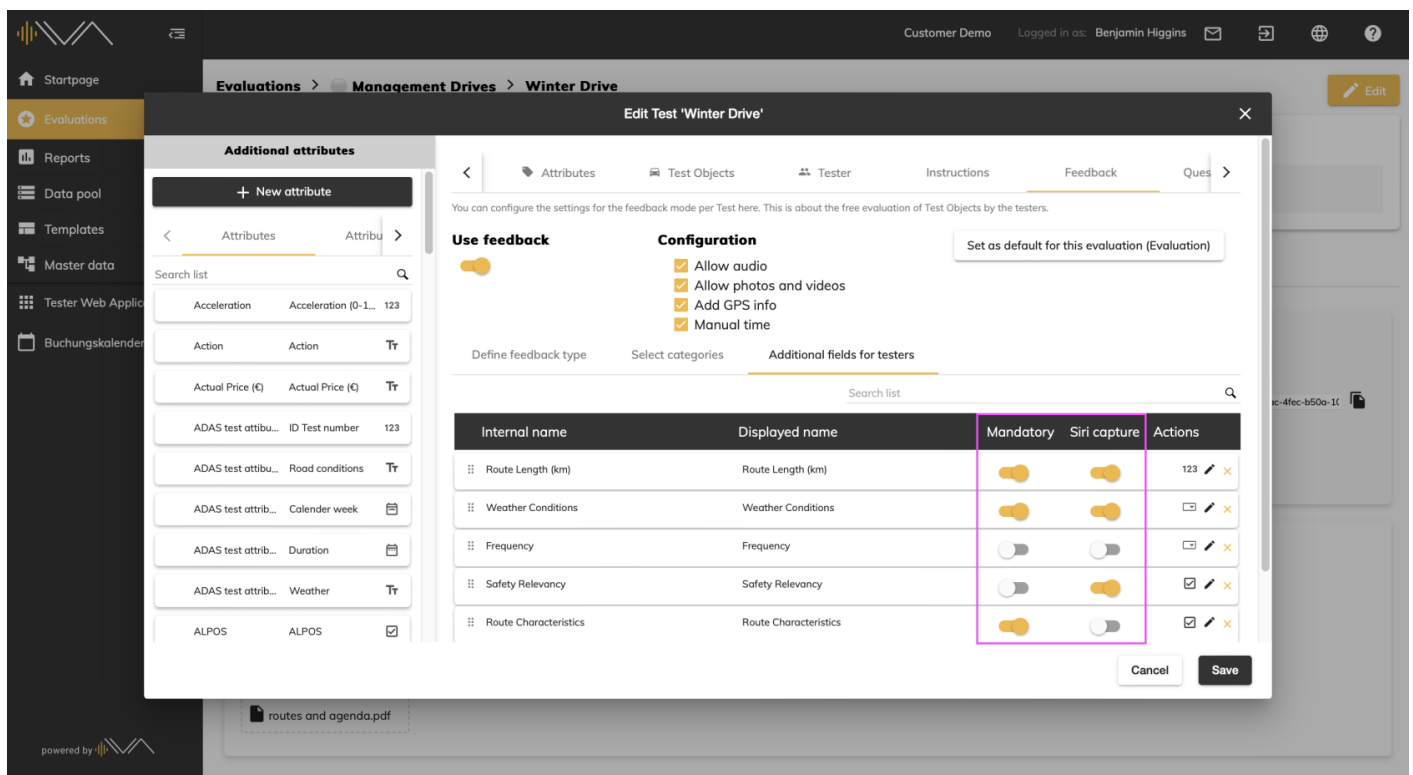 Customer Demo Logged in as: Benjamin Higgins
Startpage
Evaluations
Reports
Data pool
Templates
Master data
Tester Web Applic
Buchungskalender
powered by
Evaluations > Management Drives > Winter Drive
Edit
Edit Test 'Winter Drive'
Additional attributes
+ New attribute
Attributes Attribu
Search list
Acceleration Acceleration (0-1... 123
Action Action Tт
Actual Price (€) Actual Price (€) Tт
ADAS test attibu... ID Test number 123
ADAS test attibu... Road conditions Tт
ADAS test attrib... Calender week
ADAS test attrib... Duration
ADAS test attrib... Weather Tт
ALPOS ALPOS
Attributes Test Objects Tester Instructions Feedback Ques
You can configure the settings for the feedback mode per Test here. This is about the free evaluation of Test Objects by the testers.
Use feedback
Configuration
Allow audio
Allow photos and videos
Add GPS info
Manual time
Set as default for this evaluation (Evaluation)
Define feedback type Select categories Additional fields for testers
Search list
Internal name Displayed name Mandatory Siri capture Actions
Route Length (km) Route Length (km) 123
Weather Conditions Weather Conditions
Frequency Frequency
Safety Relevancy Safety Relevancy
Route Characteristics Route Characteristics
Cancel Save
routes and agenda.pdf